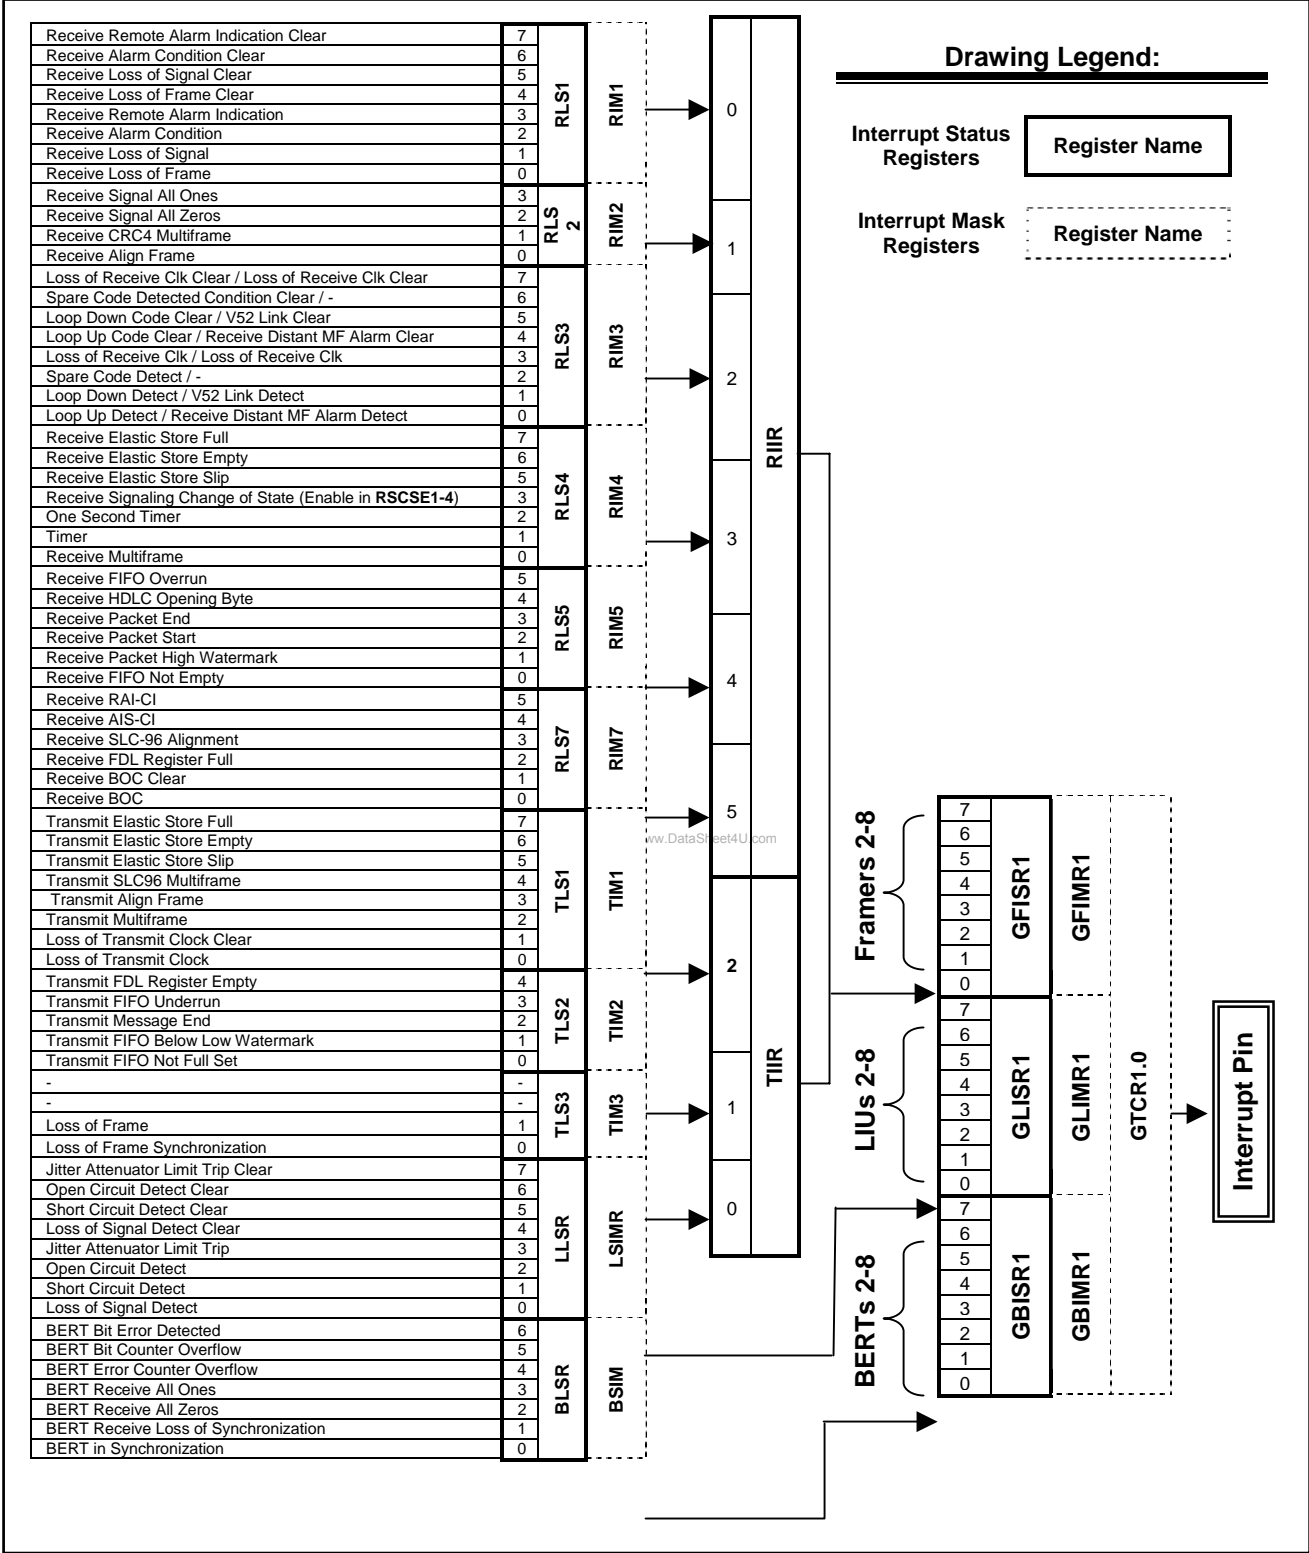 Receive Remote Alarm Indication Clear 7
Receive Alarm Condition Clear 6
Receive Loss of Signal Clear 5
Receive Loss of Frame Clear 4
Receive Remote Alarm Indication 3
Receive Alarm Condition 2
Receive Loss of Signal 1
Receive Loss of Frame 0
RLS1
RIM1
Receive Signal All Ones 3
Receive Signal All Zeros 2
Receive CRC4 Multiframe 1
Receive Align Frame 0
RLS
2
RIM2
Loss of Receive Clk Clear / Loss of Receive Clk Clear 7
Spare Code Detected Condition Clear / - 6
Loop Down Code Clear / V52 Link Clear 5
Loop Up Code Clear / Receive Distant MF Alarm Clear 4
Loss of Receive Clk / Loss of Receive Clk 3
Spare Code Detect / - 2
Loop Down Detect / V52 Link Detect 1
Loop Up Detect / Receive Distant MF Alarm Detect 0
RLS3
RIM3
Receive Elastic Store Full 7
Receive Elastic Store Empty 6
Receive Elastic Store Slip 5
Receive Signaling Change of State (Enable in RSCSE1-4) 3
One Second Timer 2
Timer 1
Receive Multiframe 0
RLS4
RIM4
Receive FIFO Overrun 5
Receive HDLC Opening Byte 4
Receive Packet End 3
Receive Packet Start 2
Receive Packet High Watermark 1
Receive FIFO Not Empty 0
RLS5
RIM5
Receive RAI-CI 5
Receive AIS-CI 4
Receive SLC-96 Alignment 3
Receive FDL Register Full 2
Receive BOC Clear 1
Receive BOC 0
RLS7
RIM7
Transmit Elastic Store Full 7
Transmit Elastic Store Empty 6
Transmit Elastic Store Slip 5
Transmit SLC96 Multiframe 4
Transmit Align Frame 3
Transmit Multiframe 2
Loss of Transmit Clock Clear 1
Loss of Transmit Clock 0
TLS1
TIM1
Transmit FDL Register Empty 4
Transmit FIFO Underrun 3
Transmit Message End 2
Transmit FIFO Below Low Watermark 1
Transmit FIFO Not Full Set 0
TLS2
TIM2
- -
- -
Loss of Frame 1
Loss of Frame Synchronization 0
TLS3
TIM3
Jitter Attenuator Limit Trip Clear 7
Open Circuit Detect Clear 6
Short Circuit Detect Clear 5
Loss of Signal Detect Clear 4
Jitter Attenuator Limit Trip 3
Open Circuit Detect 2
Short Circuit Detect 1
Loss of Signal Detect 0
LLSR
LSIMR
BERT Bit Error Detected 6
BERT Bit Counter Overflow 5
BERT Error Counter Overflow 4
BERT Receive All Ones 3
BERT Receive All Zeros 2
BERT Receive Loss of Synchronization 1
BERT in Synchronization 0
BLSR
BSIM
0
1
2
3
4
5
RIIR
ww.DataSheet4U.com
2
1
0
TIIR
Drawing Legend:
Interrupt Status
Registers
Register Name
Interrupt Mask
Registers
Register Name
Framers 2-8
7
6
5
4
3
2
1
0
GFISR1
GFIMR1
LIUs 2-8
7
6
5
4
3
2
1
0
GLISR1
GLIMR1
BERTs 2-8
7
6
5
4
3
2
1
0
GBISR1
GBIMR1
GTCR1.0
Interrupt Pin